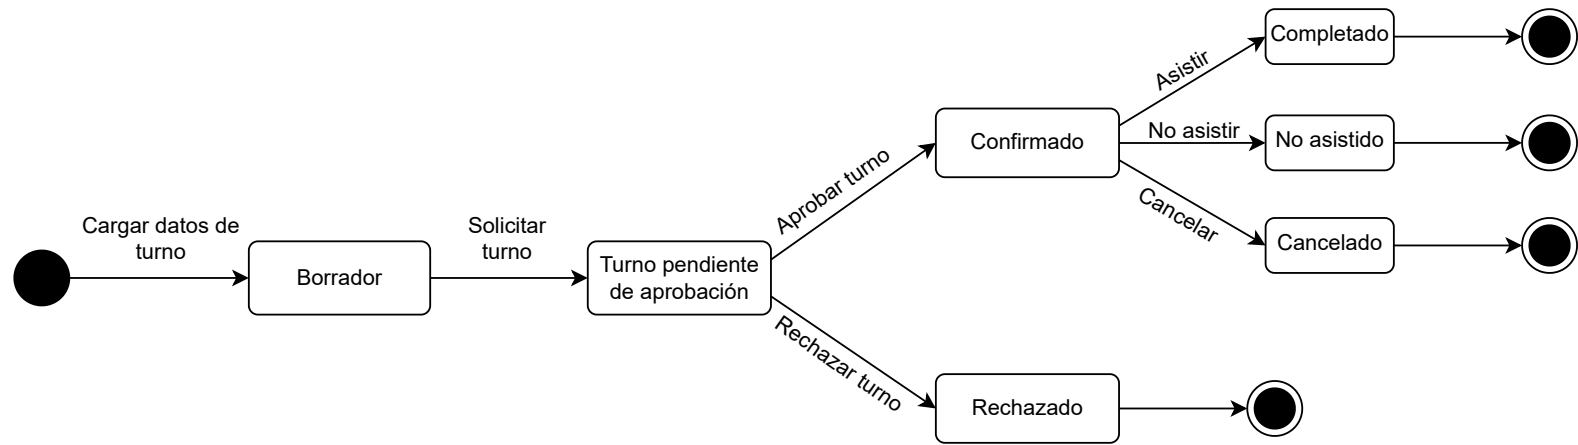 Cargar datos de
turno
Borrador
Solicitar
turno
Turno pendiente
de aprobación
Aprobar turno
Rechazar turno
Confirmado
Rechazado
Asistir
No asistir
Cancelar
Completado
No asistido
Cancelado